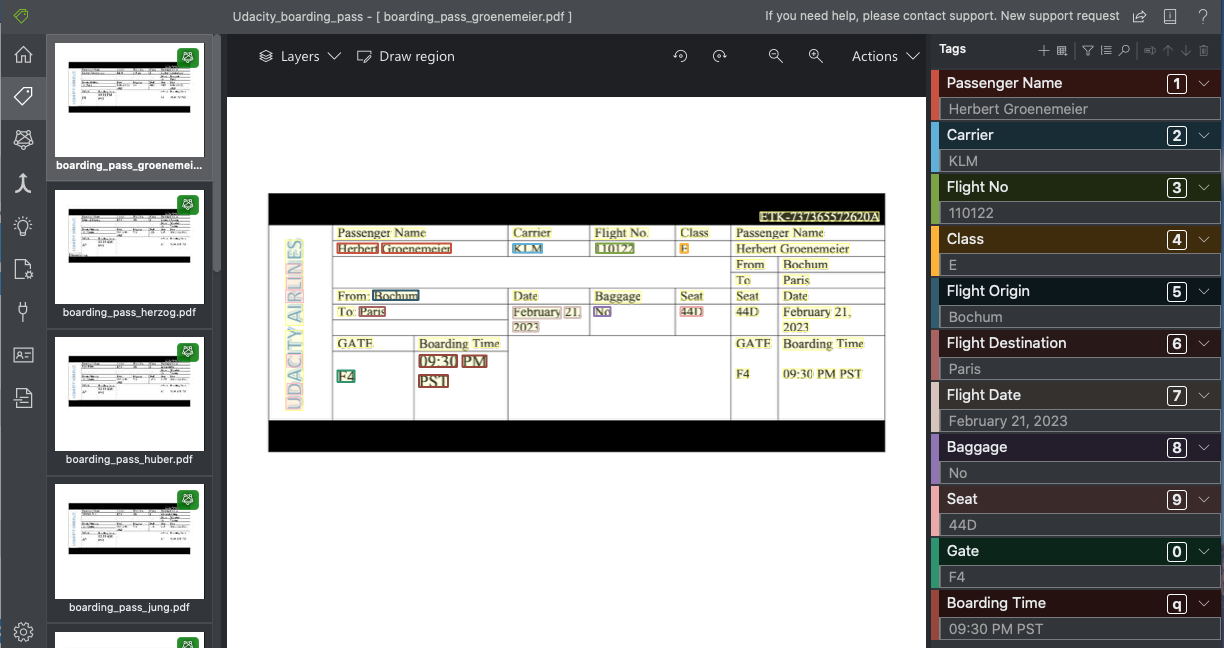 Udacity_boarding_pass - [ boarding_pass_groenemeier.pdf ]
If you need help, please contact support. New support request
?
boarding_pass_groenemei...
boarding_pass_herzog.pdf
boarding_pass_huber.pdf
boarding_pass_jung.pdf
Layers
Draw region
Actions
ETK-737365572620A
UDACITY AIRLINES
Passenger Name Carrier Flight No. Class Passenger Name
Herbert Groenemeier KLM 110122 E Herbert Groenemeier
From Bochum
To Paris
From: Bochum Date Baggage Seat Seat Date
To: Paris February 21, 2023 No 44D 44D February 21, 2023
GATE Boarding Time GATE Boarding Time
F4 09:30 PM PST F4 09:30 PM PST
Tags
Passenger Name 1
Herbert Groenemeier
Carrier 2
KLM
Flight No 3
110122
Class 4
E
Flight Origin 5
Bochum
Flight Destination 6
Paris
Flight Date 7
February 21, 2023
Baggage 8
No
Seat 9
44D
Gate 0
F4
Boarding Time q
09:30 PM PST